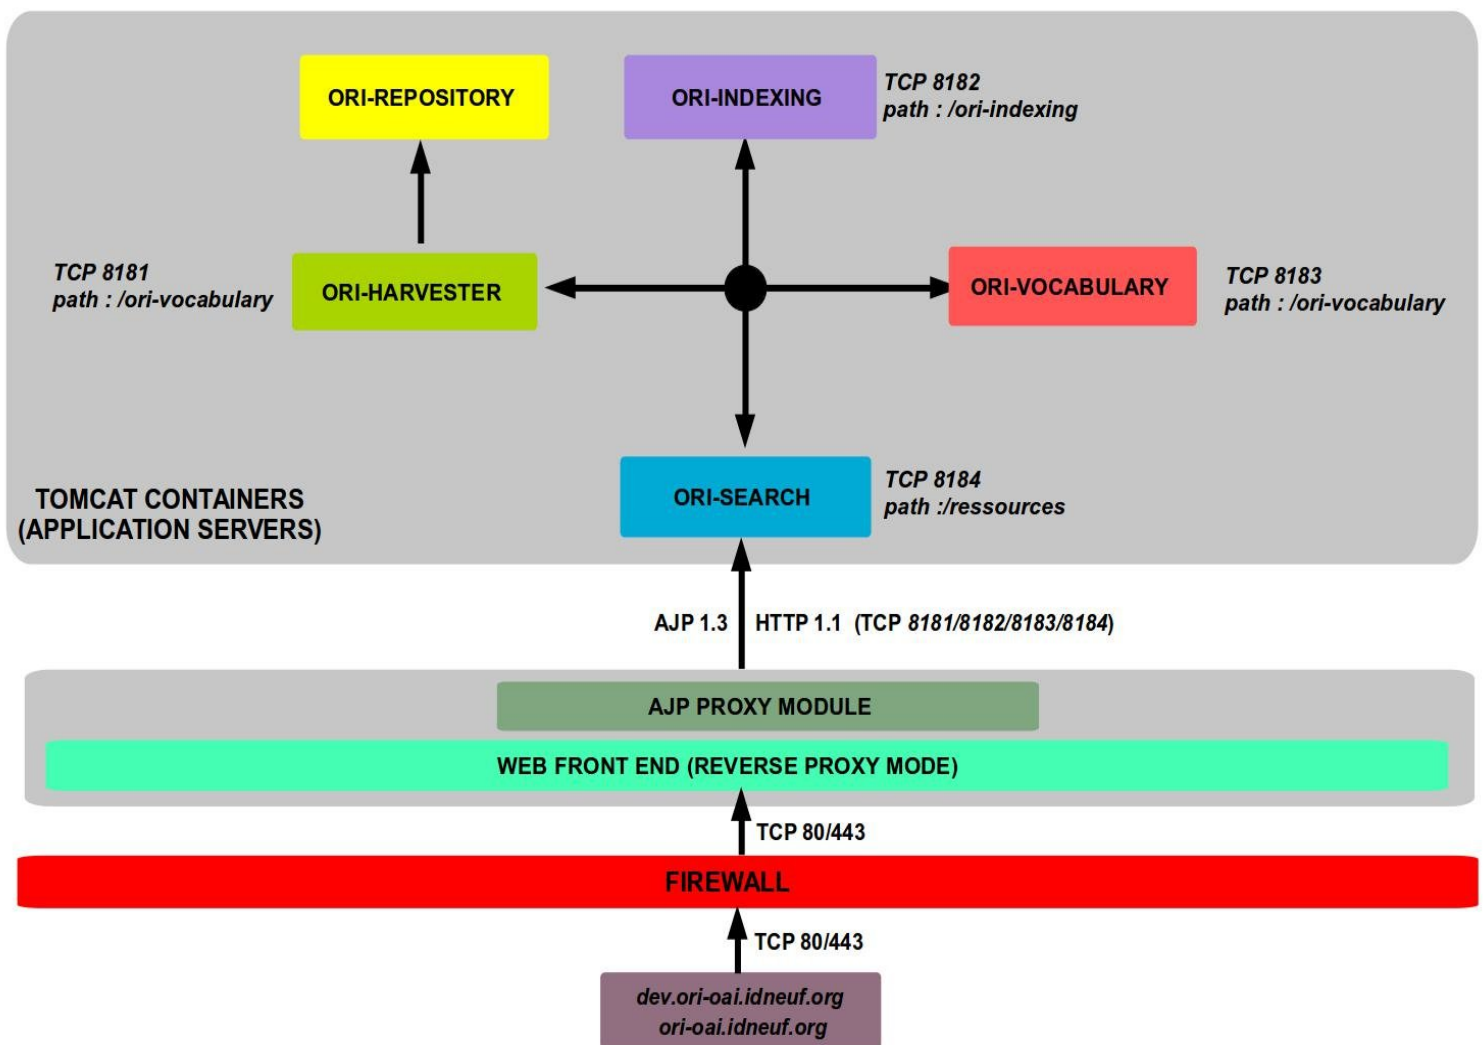 ORI-REPOSITORY
ORI-INDEXING
TCP 8182
path : /ori-indexing
TCP 8181
path : /ori-vocabulary
ORI-HARVESTER
ORI-VOCABULARY
TCP 8183
path : /ori-vocabulary
ORI-SEARCH
TCP 8184
path :/ressources
TOMCAT CONTAINERS
(APPLICATION SERVERS)
AJP 1.3
HTTP 1.1 (TCP 8181/8182/8183/8184)
AJP PROXY MODULE
WEB FRONT END (REVERSE PROXY MODE)
TCP 80/443
FIREWALL
TCP 80/443
dev.ori-oai.idneuf.org
ori-oai.idneuf.org